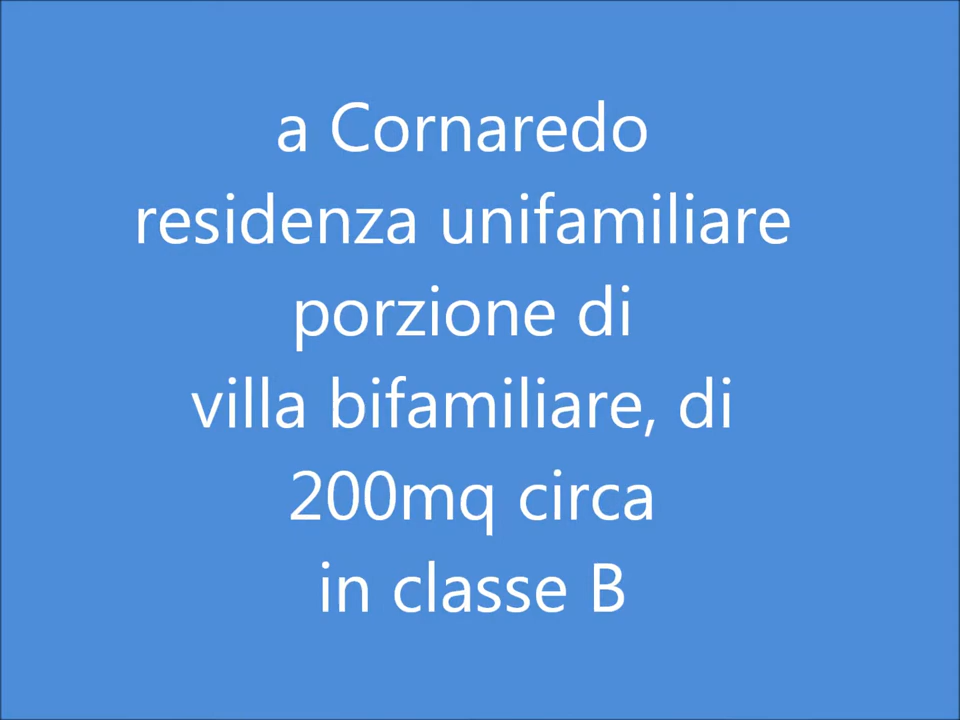 a Cornaredo
residenza unifamiliare
porzione di
villa bifamiliare, di
200mq circa
in classe B